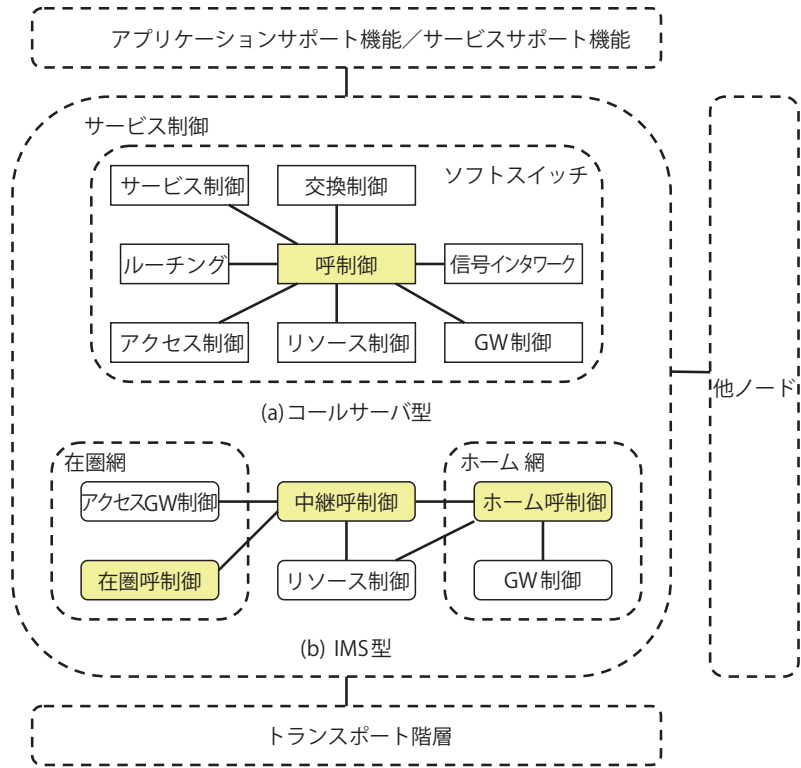 アプリケーションサポート機能／サービスサポート機能
サービス制御
ソフトスイッチ
サービス制御
交換制御
ルーチング
呼制御
信号インタワーク
アクセス制御
リソース制御
GW制御
(a)コールサーバ型
他ノード
在圏網
ホーム網
アクセスGW制御
中継呼制御
ホーム呼制御
在圏呼制御
リソース制御
GW制御
(b) IMS型
トランスポート階層